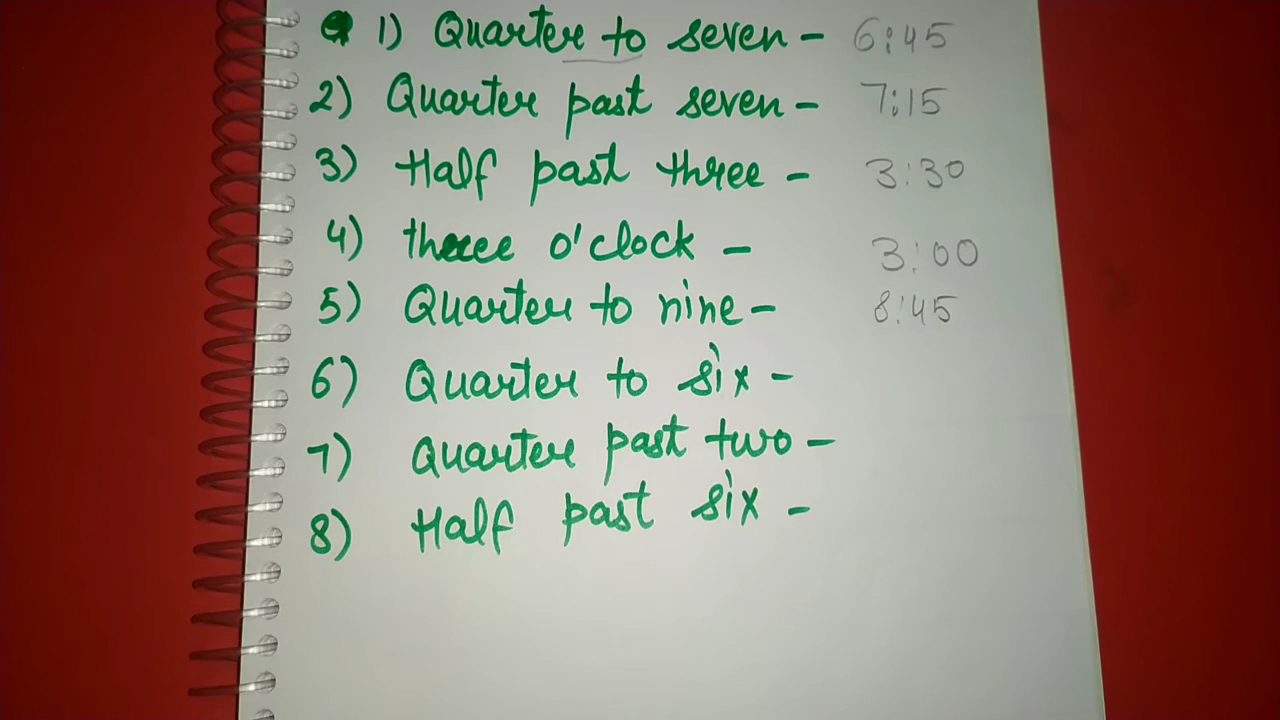 1) Quarter to seven - 6:45
2) Quarter past seven - 7:15
3) Half past three - 3:30
4) three o'clock - 3:00
5) Quarter to nine - 8:45
6) Quarter to six -
7) Quarter past two -
8) Half past six -